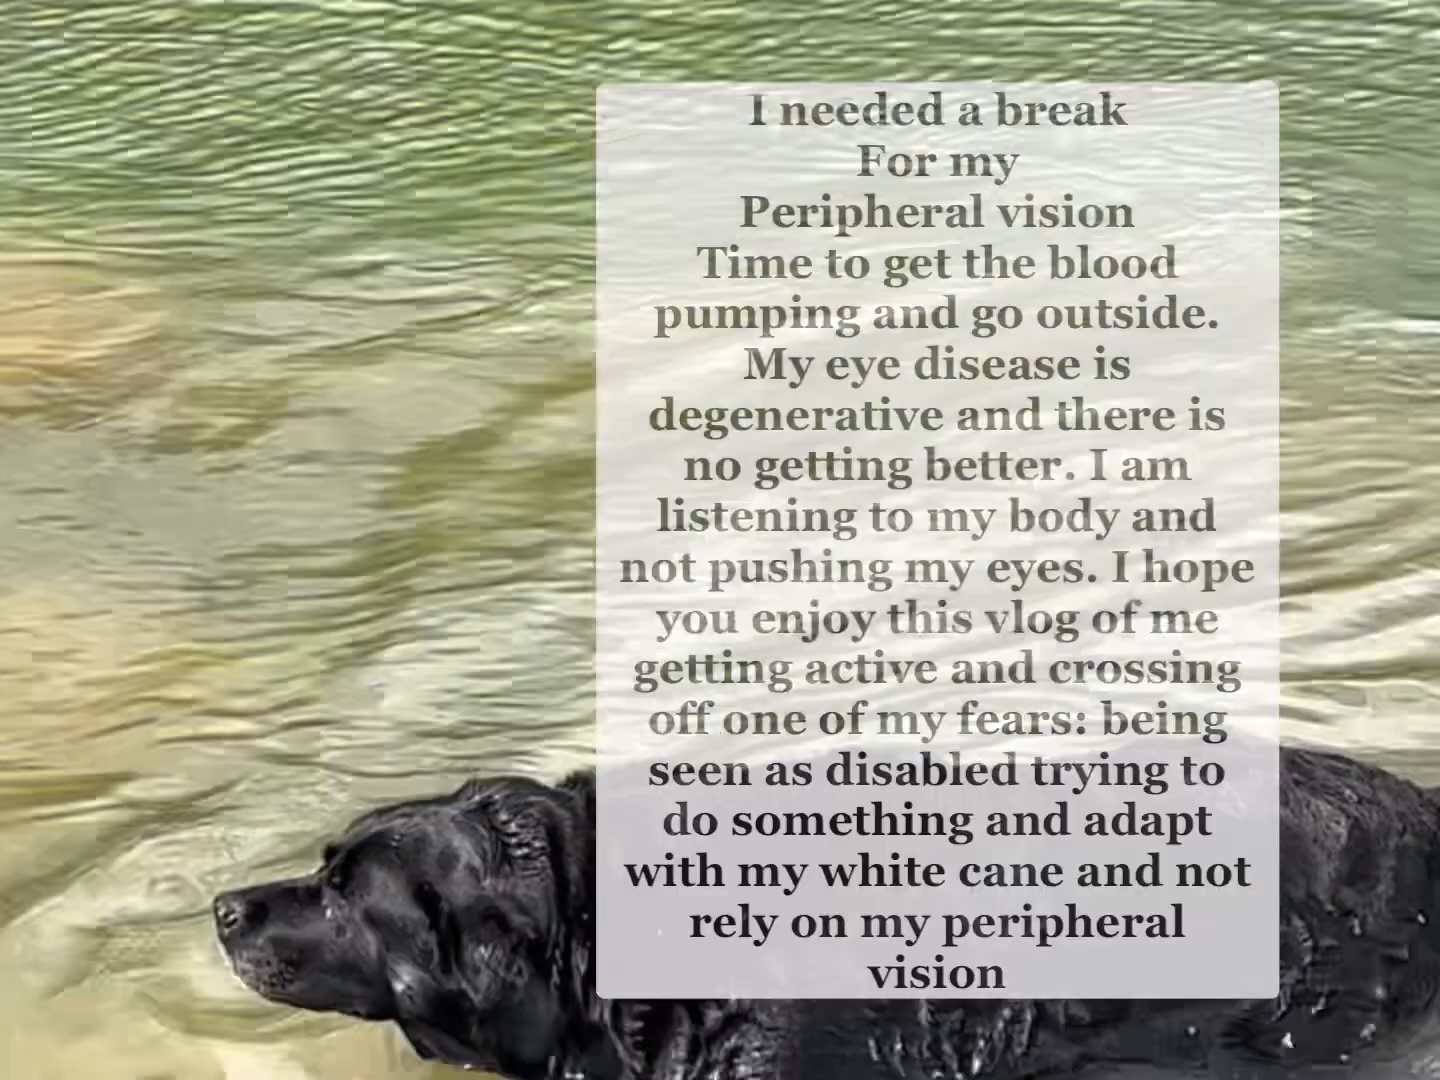 I needed a break
For my
Peripheral vision
Time to get the blood
pumping and go outside.
My eye disease is
degenerative and there is
no getting better. I am
listening to my body and
not pushing my eyes. I hope
you enjoy this vlog of me
getting active and crossing
off one of my fears: being
seen as disabled trying to
do something and adapt
with my white cane and not
rely on my peripheral
vision